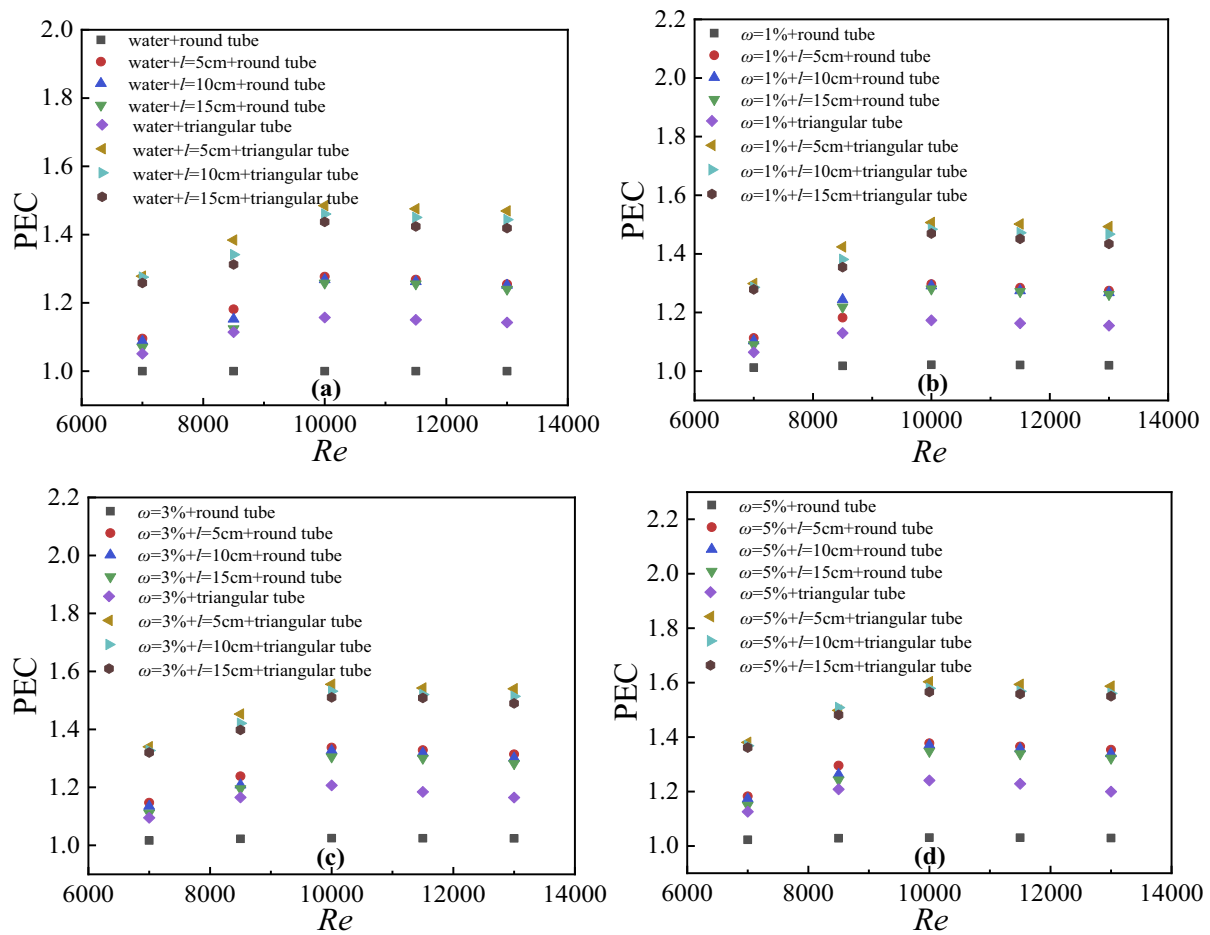 2.0
1.8
1.6
1.4
1.2
1.0
PEC
water+round tube
water+l=5cm+round tube
water+l=10cm+round tube
water+l=15cm+round tube
water+triangular tube
water+l=5cm+triangular tube
water+l=10cm+triangular tube
water+l=15cm+triangular tube
(a)
6000 8000 10000 12000 14000
Re
2.2
2.0
1.8
1.6
1.4
1.2
1.0
PEC
ω=1%+round tube
ω=1%+l=5cm+round tube
ω=1%+l=10cm+round tube
ω=1%+l=15cm+round tube
ω=1%+triangular tube
ω=1%+l=5cm+triangular tube
ω=1%+l=10cm+triangular tube
ω=1%+l=15cm+triangular tube
(b)
6000 8000 10000 12000 14000
Re
2.2
2.0
1.8
1.6
1.4
1.2
1.0
PEC
ω=3%+round tube
ω=3%+l=5cm+round tube
ω=3%+l=10cm+round tube
ω=3%+l=15cm+round tube
ω=3%+triangular tube
ω=3%+l=5cm+triangular tube
ω=3%+l=10cm+triangular tube
ω=3%+l=15cm+triangular tube
(c)
6000 8000 10000 12000 14000
Re
2.2
2.0
1.8
1.6
1.4
1.2
1.0
PEC
ω=5%+round tube
ω=5%+l=5cm+round tube
ω=5%+l=10cm+round tube
ω=5%+l=15cm+round tube
ω=5%+triangular tube
ω=5%+l=5cm+triangular tube
ω=5%+l=10cm+triangular tube
ω=5%+l=15cm+triangular tube
(d)
6000 8000 10000 12000 14000
Re